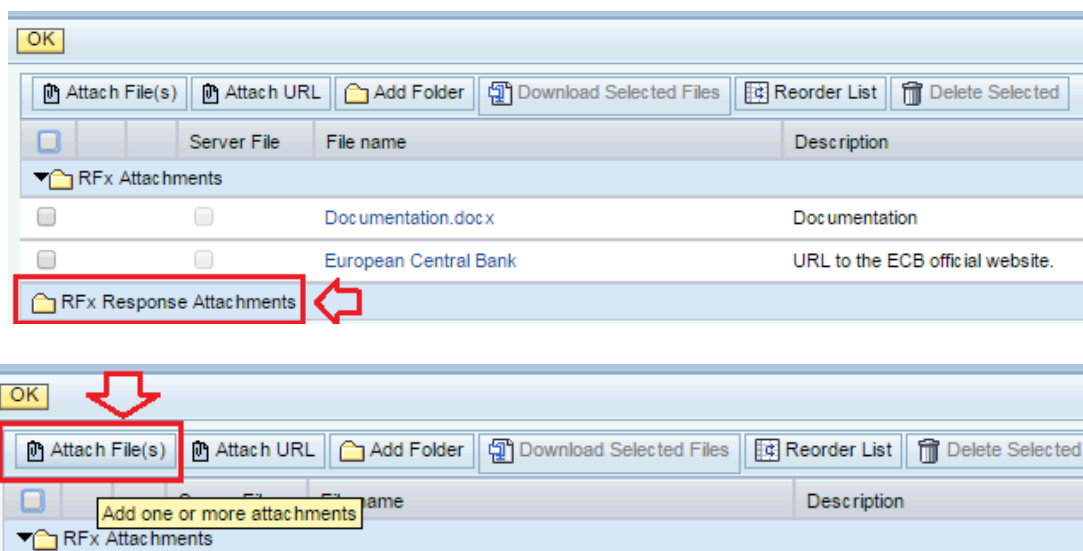 OK
Attach File(s) Attach URL Add Folder Download Selected Files Reorder List Delete Selected
Server File File name Description
RFx Attachments
Documentation.docx Documentation
European Central Bank URL to the ECB official website.
RFx Response Attachments
OK
Attach File(s) Attach URL Add Folder Download Selected Files Reorder List Delete Selected
Description
Add one or more attachments
RFx Attachments